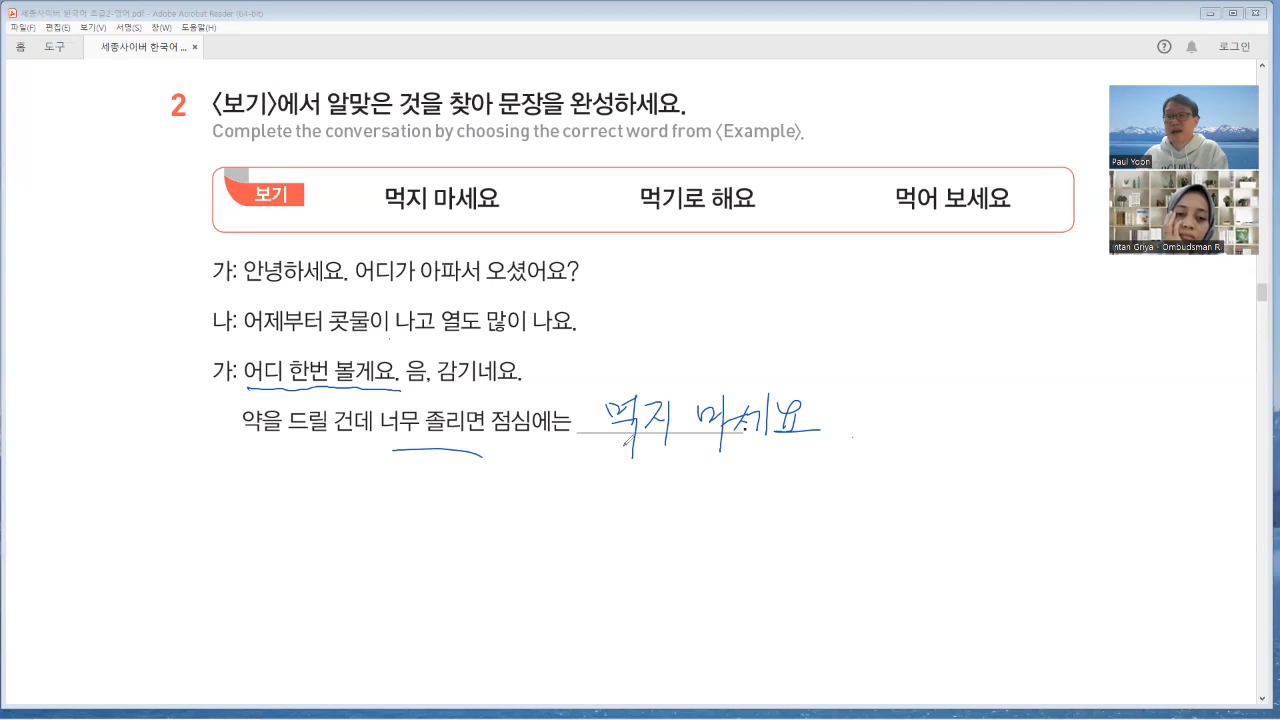 세종사이버 한국어 초급2-영어.pdf - Adobe Acrobat Reader (64-bit)
파일(F) 편집(E) 보기(V) 서명(S) 창(W) 도움말(H)
홈 도구 세종사이버 한국어 ... × ? 로그인
2 〈보기〉에서 알맞은 것을 찾아 문장을 완성하세요.
Complete the conversation by choosing the correct word from 〈Example〉.
보기 먹지 마세요 먹기로 해요 먹어 보세요
가: 안녕하세요. 어디가 아파서 오셨어요?
나: 어제부터 콧물이 나고 열도 많이 나요.
가: 어디 한번 볼게요. 음, 감기네요.
약을 드릴 건데 너무 졸리면 점심에는 먹지 마세요.
Paul Yoon
Intan Griya - Ombudsman R.